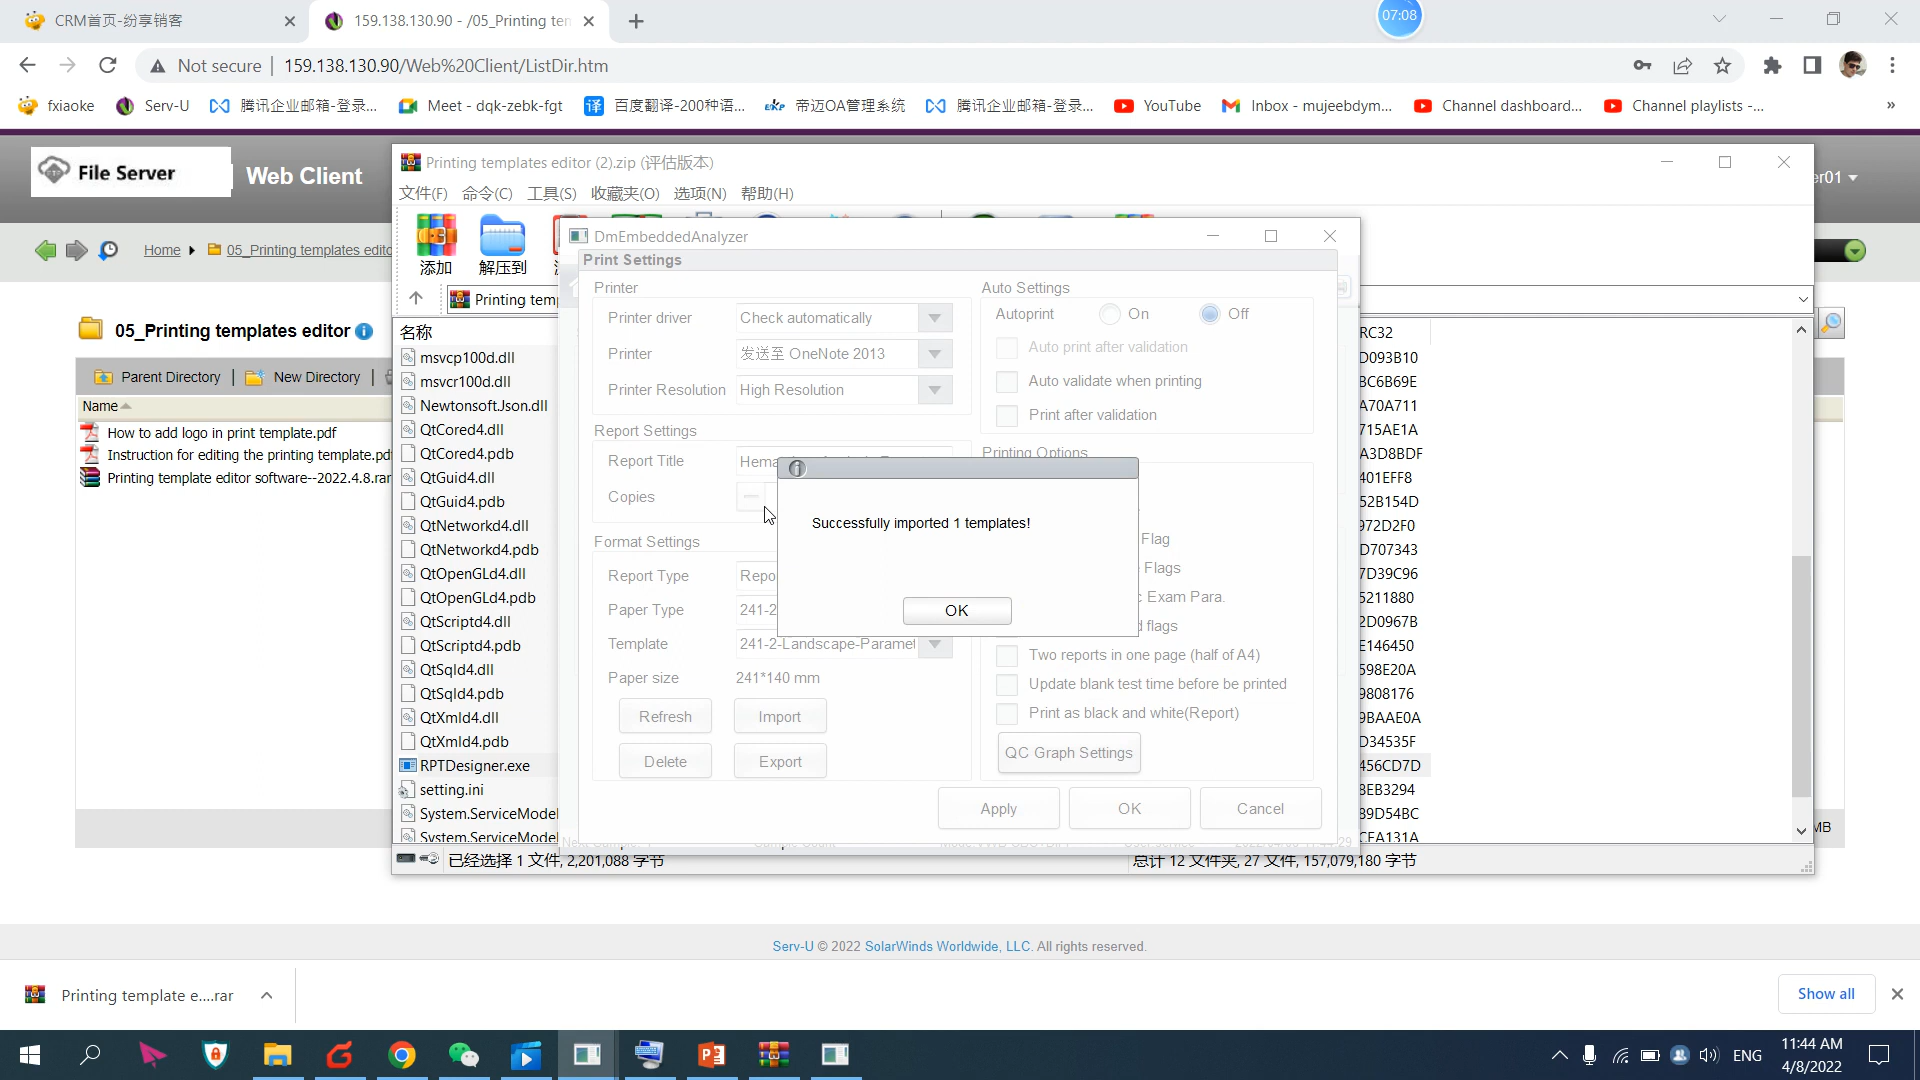 CRM首页-纷享销客
159.138.130.90 - /05_Printing ten
07:08
Not secure
159.138.130.90/Web%20Client/ListDir.htm
fxiaoke
Serv-U
腾讯企业邮箱-登录...
Meet - dqk-zebk-fgt
译
百度翻译-200种语...
帝迈OA管理系统
腾讯企业邮箱-登录...
YouTube
Inbox - mujeebdym...
Channel dashboard...
Channel playlists -...
»
File Server
Web Client
er01
Home
05_Printing templates edito
05_Printing templates editor
Parent Directory
New Directory
Name
How to add logo in print template.pdf
Instruction for editing the printing template.pd
Printing template editor software--2022.4.8.rar
Printing templates editor (2).zip (评估版本)
文件(F)
命令(C)
工具(S)
收藏夹(O)
选项(N)
帮助(H)
添加
解压到
Printing temp
名称
RC32
msvcp100d.dll
D093B10
msvcr100d.dll
BC6B69E
Newtonsoft.Json.dll
A70A711
QtCored4.dll
715AE1A
QtCored4.pdb
A3D8BDF
QtGuid4.dll
401EFF8
QtGuid4.pdb
52B154D
QtNetworkd4.dll
972D2F0
QtNetworkd4.pdb
D707343
QtOpenGLd4.dll
7D39C96
QtOpenGLd4.pdb
5211880
QtScriptd4.dll
2D0967B
QtScriptd4.pdb
E146450
QtSqld4.dll
598E20A
QtSqld4.pdb
9808176
QtXmld4.dll
9BAAE0A
QtXmld4.pdb
D34535F
RPTDesigner.exe
456CD7D
setting.ini
8EB3294
System.ServiceModel
89D54BC
System.ServiceModel
CFA131A
MB
已经选择 1 文件, 2,201,088 字节
总计 12 文件夹, 27 文件, 157,079,180 字节
DmEmbeddedAnalyzer
Print Settings
Printer
Printer driver
Check automatically
Printer
发送至 OneNote 2013
Printer Resolution
High Resolution
Report Settings
Report Title
Hema
Copies
Format Settings
Report Type
Repo
Paper Type
241-2
Template
241-2-Landscape-Paramet
Paper size
241*140 mm
Refresh
Import
Delete
Export
Auto Settings
Autoprint
On
Off
Auto print after validation
Auto validate when printing
Print after validation
Printing Options
Flag
Flags
Exam Para.
d flags
Two reports in one page (half of A4)
Update blank test time before be printed
Print as black and white(Report)
QC Graph Settings
Apply
OK
Cancel
Successfully imported 1 templates!
OK
Serv-U © 2022 SolarWinds Worldwide, LLC. All rights reserved.
Printing template e....rar
Show all
ENG
11:44 AM
4/8/2022